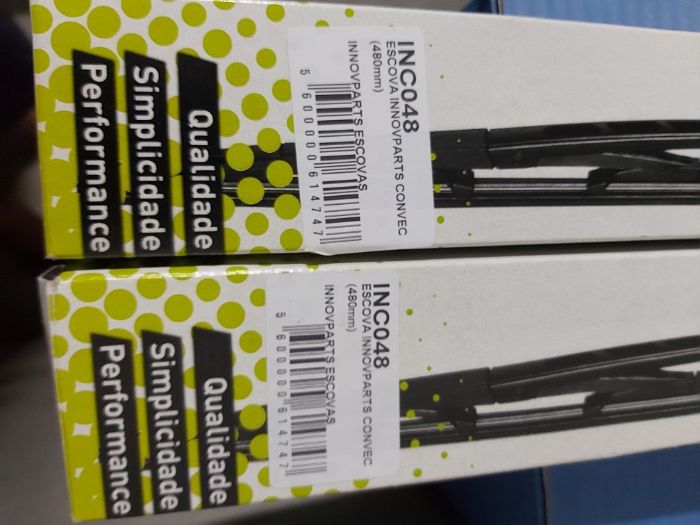 Qualidade
Simplicidade
Performance
INC048
ESCOVA INNOVPARTS CONVEC
(480mm)
INNOVPARTS ESCOVAS
5 600000 614747
Qualidade
Simplicidade
Performance
INC048
ESCOVA INNOVPARTS CONVEC
(480mm)
INNOVPARTS ESCOVAS
5 600000 614747